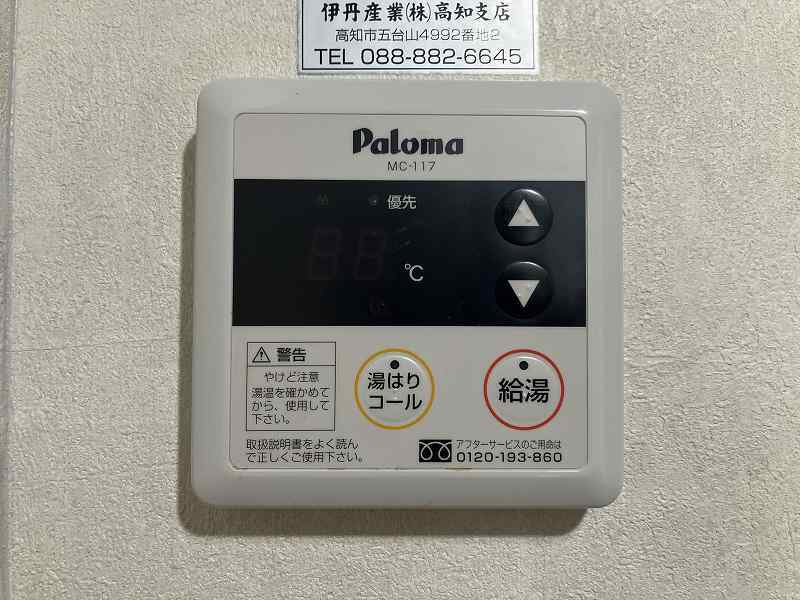 伊丹産業㈱高知支店
高知市五台山4992番地2
TEL 088-882-6645
Paloma
MC-117
優先
88
℃
警告
やけど注意
湯温を確かめて
から、使用して
下さい。
湯はり
コール
給湯
取扱説明書をよく読ん
で正しくご使用下さい。
アフターサービスのご用命は
0120-193-860